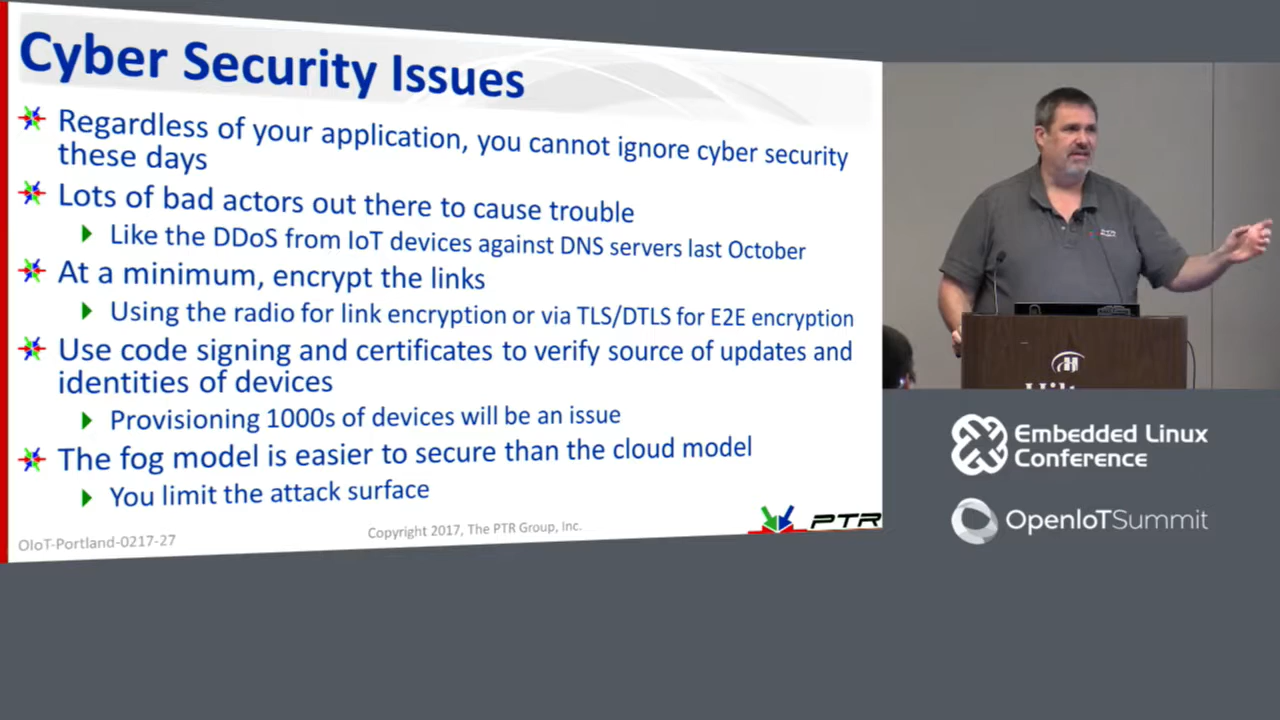 Cyber Security Issues
Regardless of your application, you cannot ignore cyber security
these days
Lots of bad actors out there to cause trouble
Like the DDoS from IoT devices against DNS servers last October
At a minimum, encrypt the links
Using the radio for link encryption or via TLS/DTLS for E2E encryption
Use code signing and certificates to verify source of updates and
identities of devices
Provisioning 1000s of devices will be an issue
The fog model is easier to secure than the cloud model
You limit the attack surface
OIoT-Portland-0217-27
Copyright 2017, The PTR Group, Inc.
PTR
Embedded Linux
Conference
OpenIoTSummit